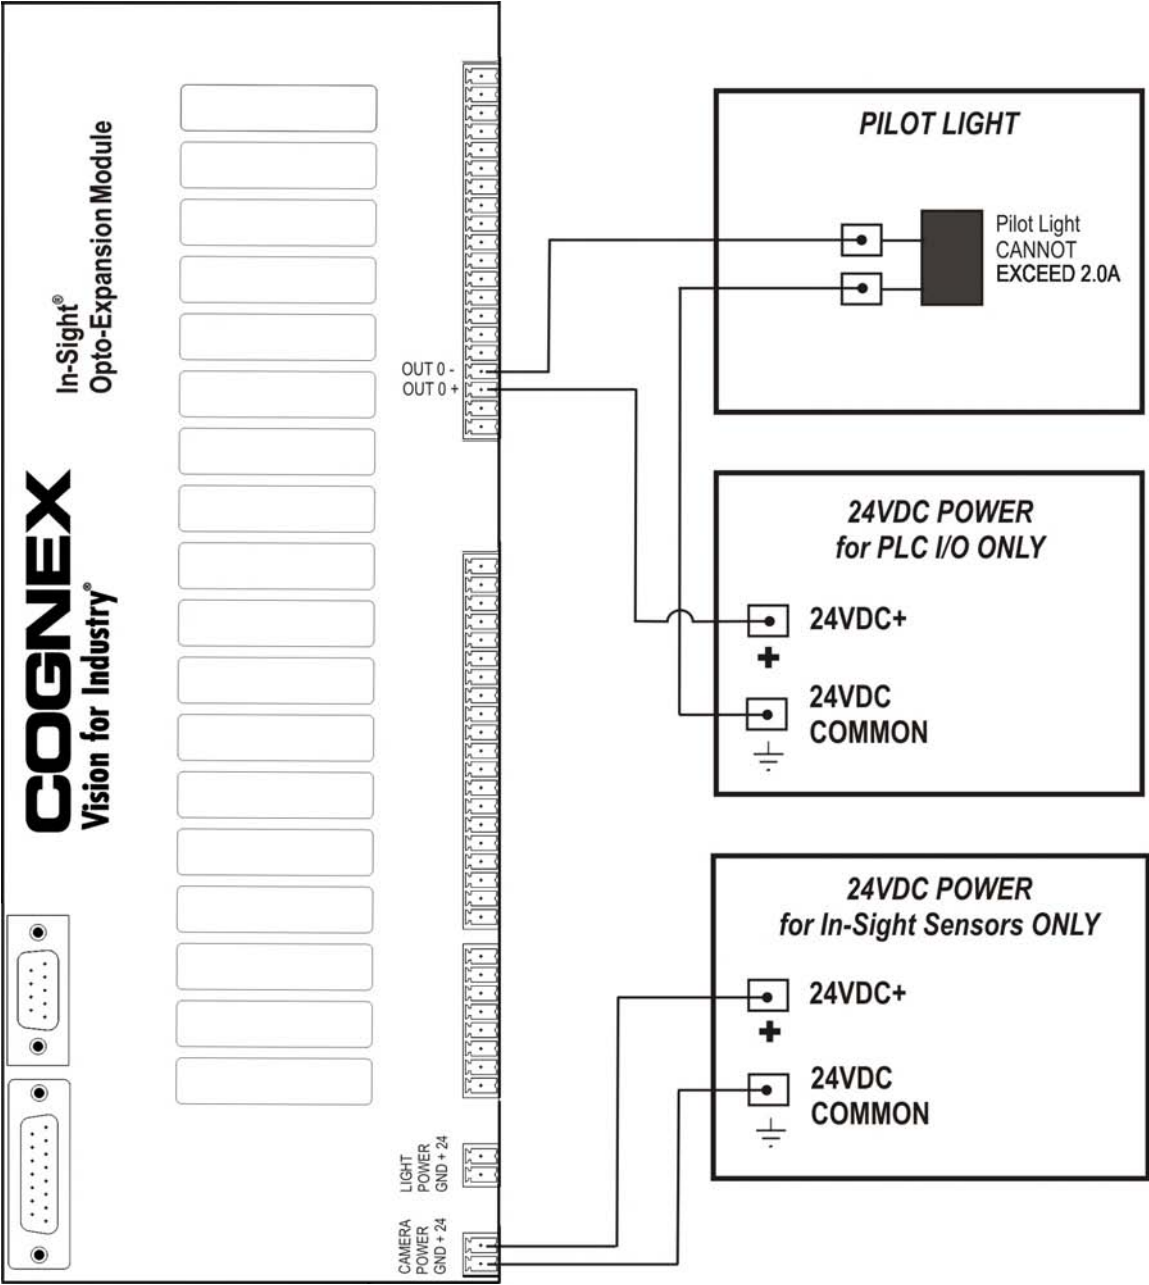 In-Sight®
Opto-Expansion Module
COGNEX
Vision for Industry®
OUT 0 -
OUT 0 +
LIGHT
POWER
GND + 24
CAMERA
POWER
GND + 24
PILOT LIGHT
Pilot Light
CANNOT
EXCEED 2.0A
24VDC POWER
for PLC I/O ONLY
24VDC+
+
24VDC
COMMON
24VDC POWER
for In-Sight Sensors ONLY
24VDC+
+
24VDC
COMMON